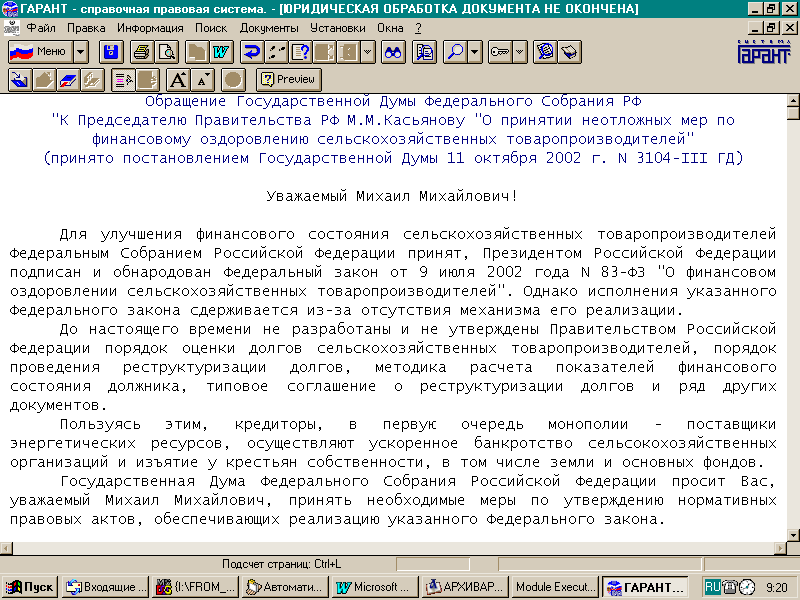 ГАРАНТ - справочная правовая система. - [ЮРИДИЧЕСКАЯ ОБРАБОТКА ДОКУМЕНТА НЕ ОКОНЧЕНА]
Файл Правка Информация Поиск Документы Установки Окна ?
Меню
СИСТЕМА ГАРАНТ
Preview
Обращение Государственной Думы Федерального Собрания РФ
"К Председателю Правительства РФ М.М.Касьянову "О принятии неотложных мер по
финансовому оздоровлению сельскохозяйственных товаропроизводителей"
(принято постановлением Государственной Думы 11 октября 2002 г. N 3104-III ГД)
Уважаемый Михаил Михайлович!
Для улучшения финансового состояния сельскохозяйственных товаропроизводителей
Федеральным Собранием Российской Федерации принят, Президентом Российской Федерации
подписан и обнародован Федеральный закон от 9 июля 2002 года N 83-ФЗ "О финансовом
оздоровлении сельскохозяйственных товаропроизводителей". Однако исполнения указанного
Федерального закона сдерживается из-за отсутствия механизма его реализации.
До настоящего времени не разработаны и не утверждены Правительством Российской
Федерации порядок оценки долгов сельскохозяйственных товаропроизводителей, порядок
проведения реструктуризации долгов, методика расчета показателей финансового
состояния должника, типовое соглашение о реструктуризации долгов и ряд других
документов.
Пользуясь этим, кредиторы, в первую очередь монополии - поставщики
энергетических ресурсов, осуществляют ускоренное банкротство сельсокохозяйственных
организаций и изъятие у крестьян собственности, в том числе земли и основных фондов.
Государственная Дума Федерального Собрания Российской Федерации просит Вас,
уважаемый Михаил Михайлович, принять необходимые меры по утверждению нормативных
правовых актов, обеспечивающих реализацию указанного Федерального закона.
Подсчет страниц: Ctrl+L
Пуск Входящие ... {I:\FROM_... Автомати... Microsoft ... АРХИВАР... Module Execut... ГАРАНТ... RU 9:20